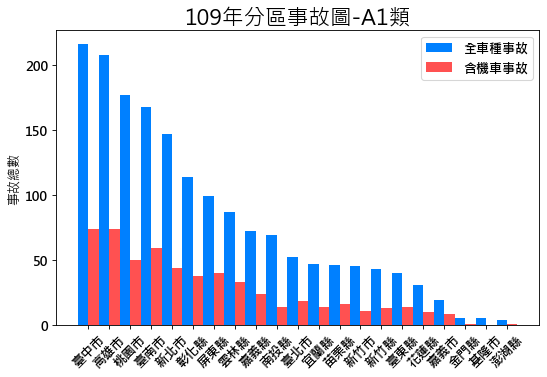 109年分區事故圖-A1類
全車種事故
含機車事故
事故總數
200
150
100
50
0
臺中市
高雄市
桃園市
臺南市
新北市
彰化縣
屏東縣
雲林縣
嘉義縣
南投縣
臺北市
宜蘭縣
苗栗縣
新竹市
新竹縣
臺東縣
花蓮縣
嘉義市
金門縣
基隆市
澎湖縣